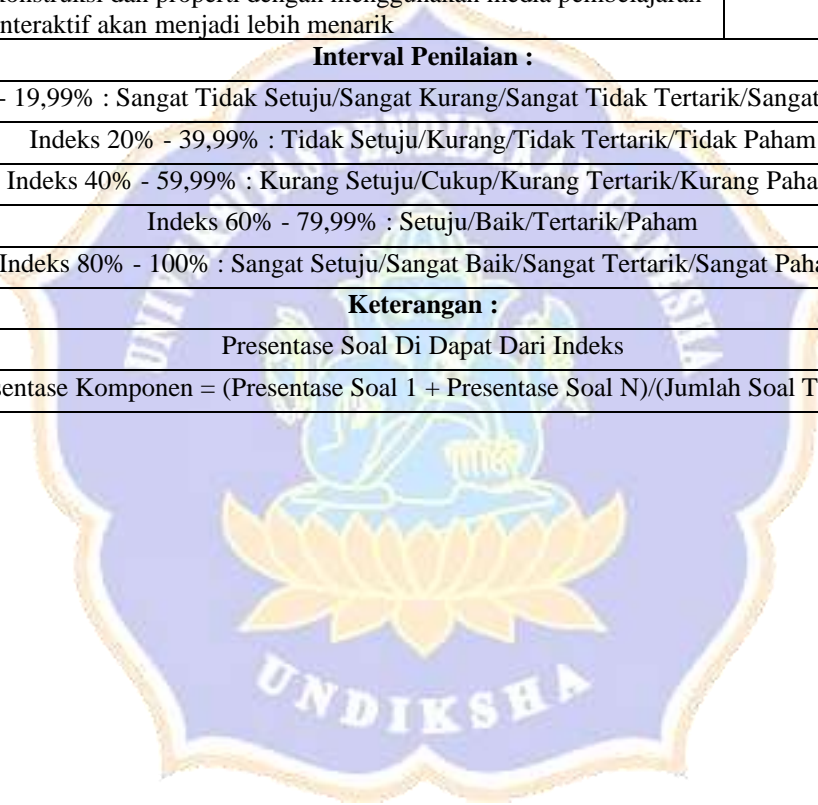 konstruksi dan properti dengan menggunakan media pembelajaran
interaktif akan menjadi lebih menarik
Interval Penilaian :
- 19,99% : Sangat Tidak Setuju/Sangat Kurang/Sangat Tidak Tertarik/Sangat
Indeks 20% - 39,99% : Tidak Setuju/Kurang/Tidak Tertarik/Tidak Paham
Indeks 40% - 59,99% : Kurang Setuju/Cukup/Kurang Tertarik/Kurang Paha
Indeks 60% - 79,99% : Setuju/Baik/Tertarik/Paham
Indeks 80% - 100% : Sangat Setuju/Sangat Baik/Sangat Tertarik/Sangat Paha
Keterangan :
Presentase Soal Di Dapat Dari Indeks
sentase Komponen = (Presentase Soal 1 + Presentase Soal N)/(Jumlah Soal T
UNIVERSITAS PENDIDIKAN GANESHA
UNDIKSHA